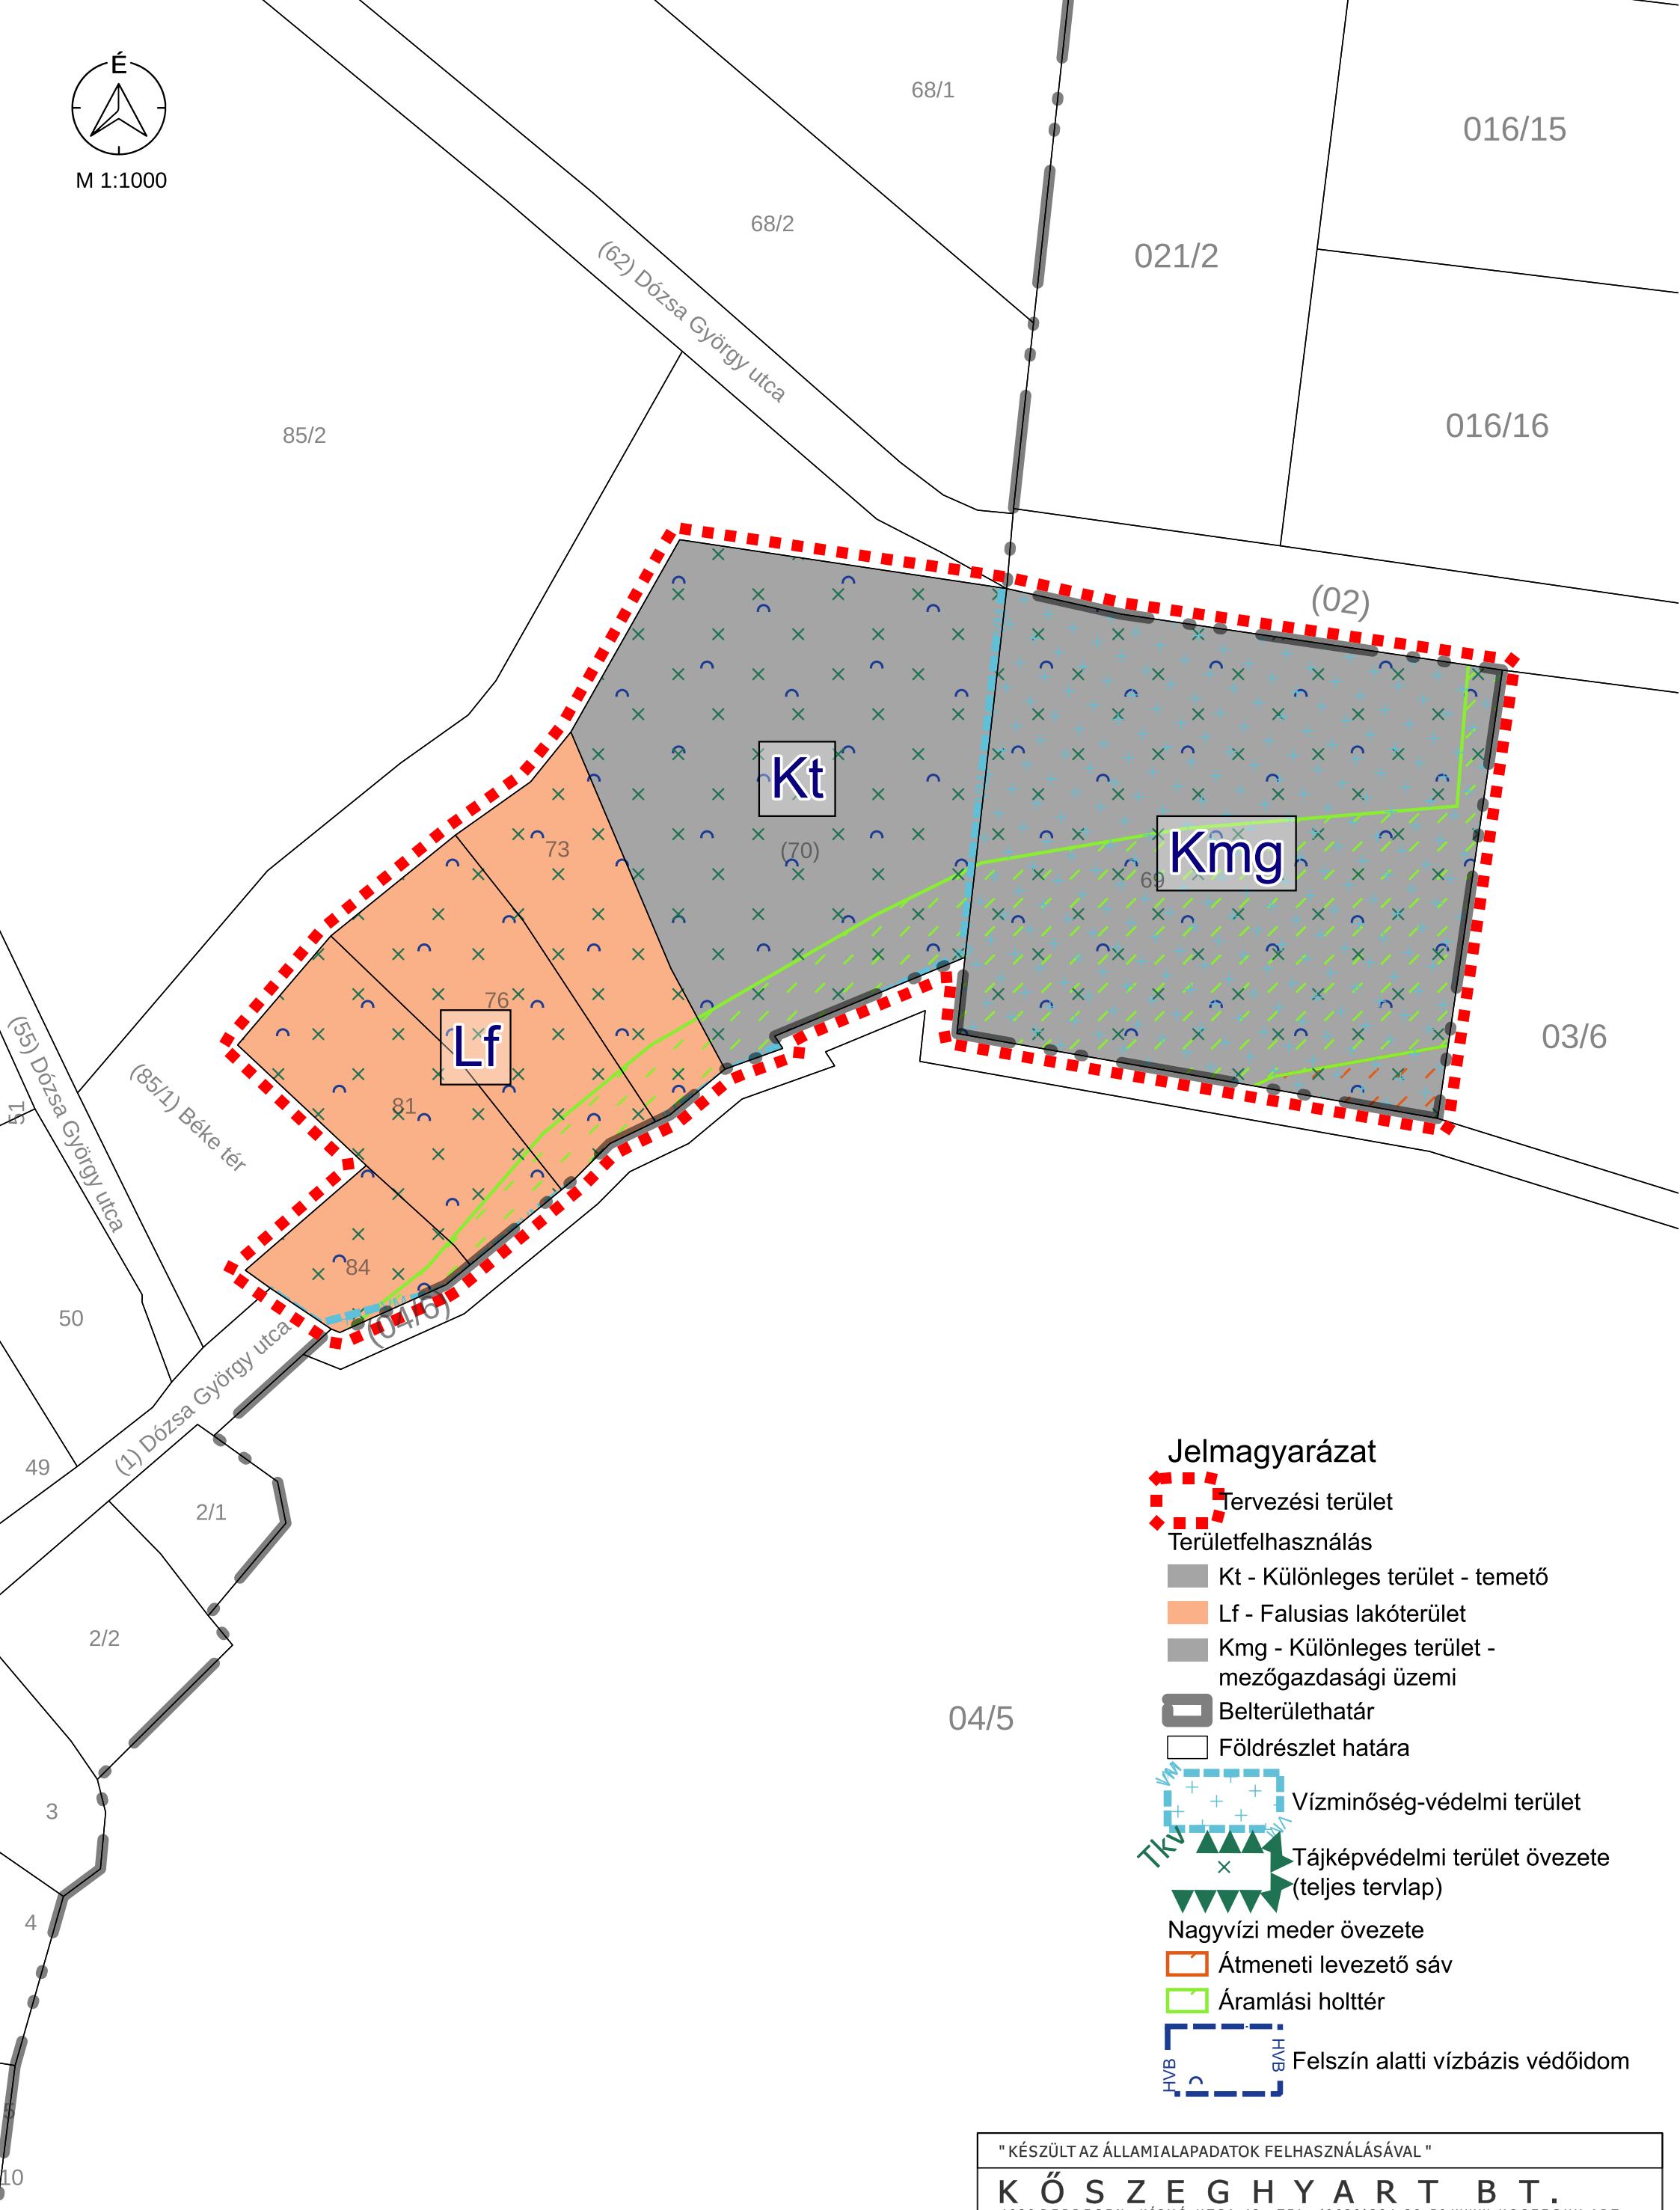 É
M 1:1000
68/1
016/15
68/2
021/2
(62) Dózsa György utca
85/2
016/16
(02)
Kt
73
(70)
Kmg
69
76
Lf
03/6
(55) Dózsa György utca
51
(85/1) Béke tér
81
84
50
(04/6)
(1) Dózsa György utca
49
2/1
2/2
04/5
3
4
10
Jelmagyarázat
Tervezési terület
Területfelhasználás
Kt - Különleges terület - temető
Lf - Falusias lakóterület
Kmg - Különleges terület -
mezőgazdasági üzemi
Belterülethatár
Földrészlet határa
VM
Vízminőség-védelmi terület
VM
Tkv
Tájképvédelmi terület övezete
(teljes tervlap)
Nagyvízi meder övezete
Átmeneti levezető sáv
Áramlási holttér
HVB
HVB
Felszín alatti vízbázis védőidom
"KÉSZÜLT AZ ÁLLAMI ALAPADATOK FELHASZNÁLÁSÁVAL"
KŐSZEGHYART BT.